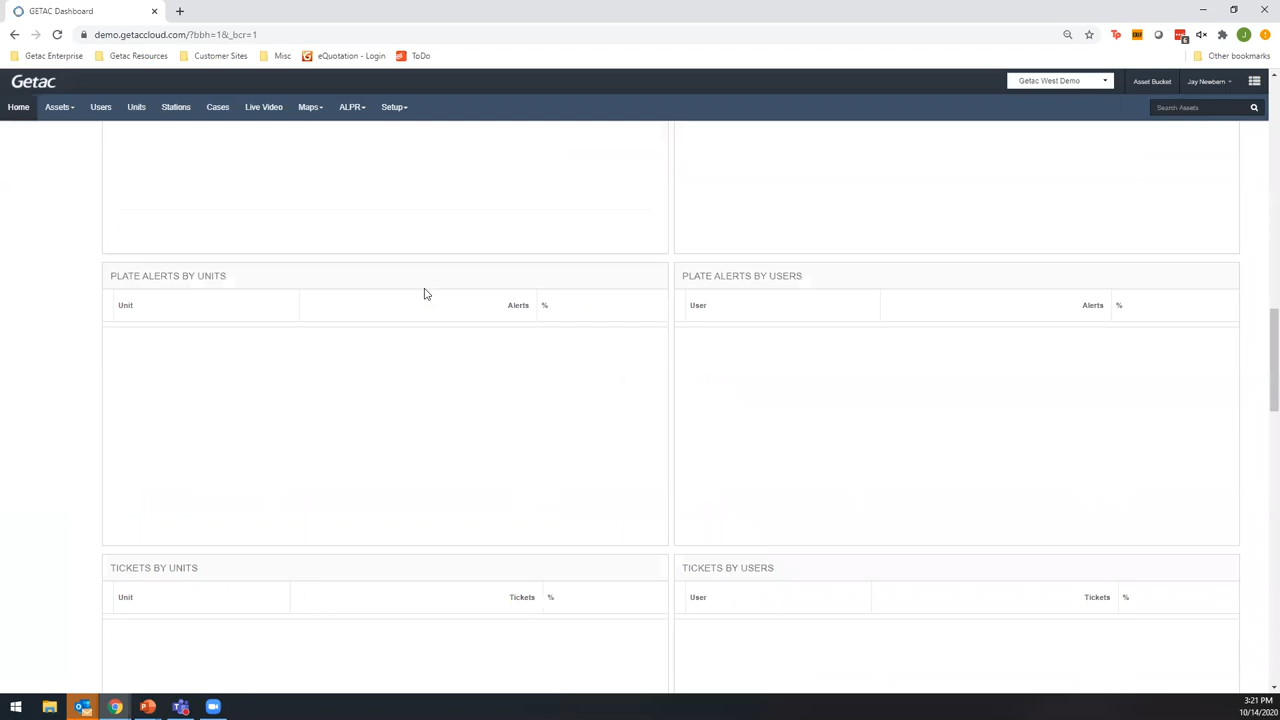 GETAC Dashboard
demo.getaccloud.com/?bbh=1&_bcr=1
Getac Enterprise
Getac Resources
Customer Sites
Misc
eQuotation - Login
ToDo
Other bookmarks
Getac
Getac West Demo
Asset Bucket
Jay Newbern
Home
Assets
Users
Units
Stations
Cases
Live Video
Maps
ALPR
Setup
Search Assets
PLATE ALERTS BY UNITS
PLATE ALERTS BY USERS
Unit Alerts %
User Alerts %
TICKETS BY UNITS
TICKETS BY USERS
Unit Tickets %
User Tickets %
3:21 PM
10/14/2020